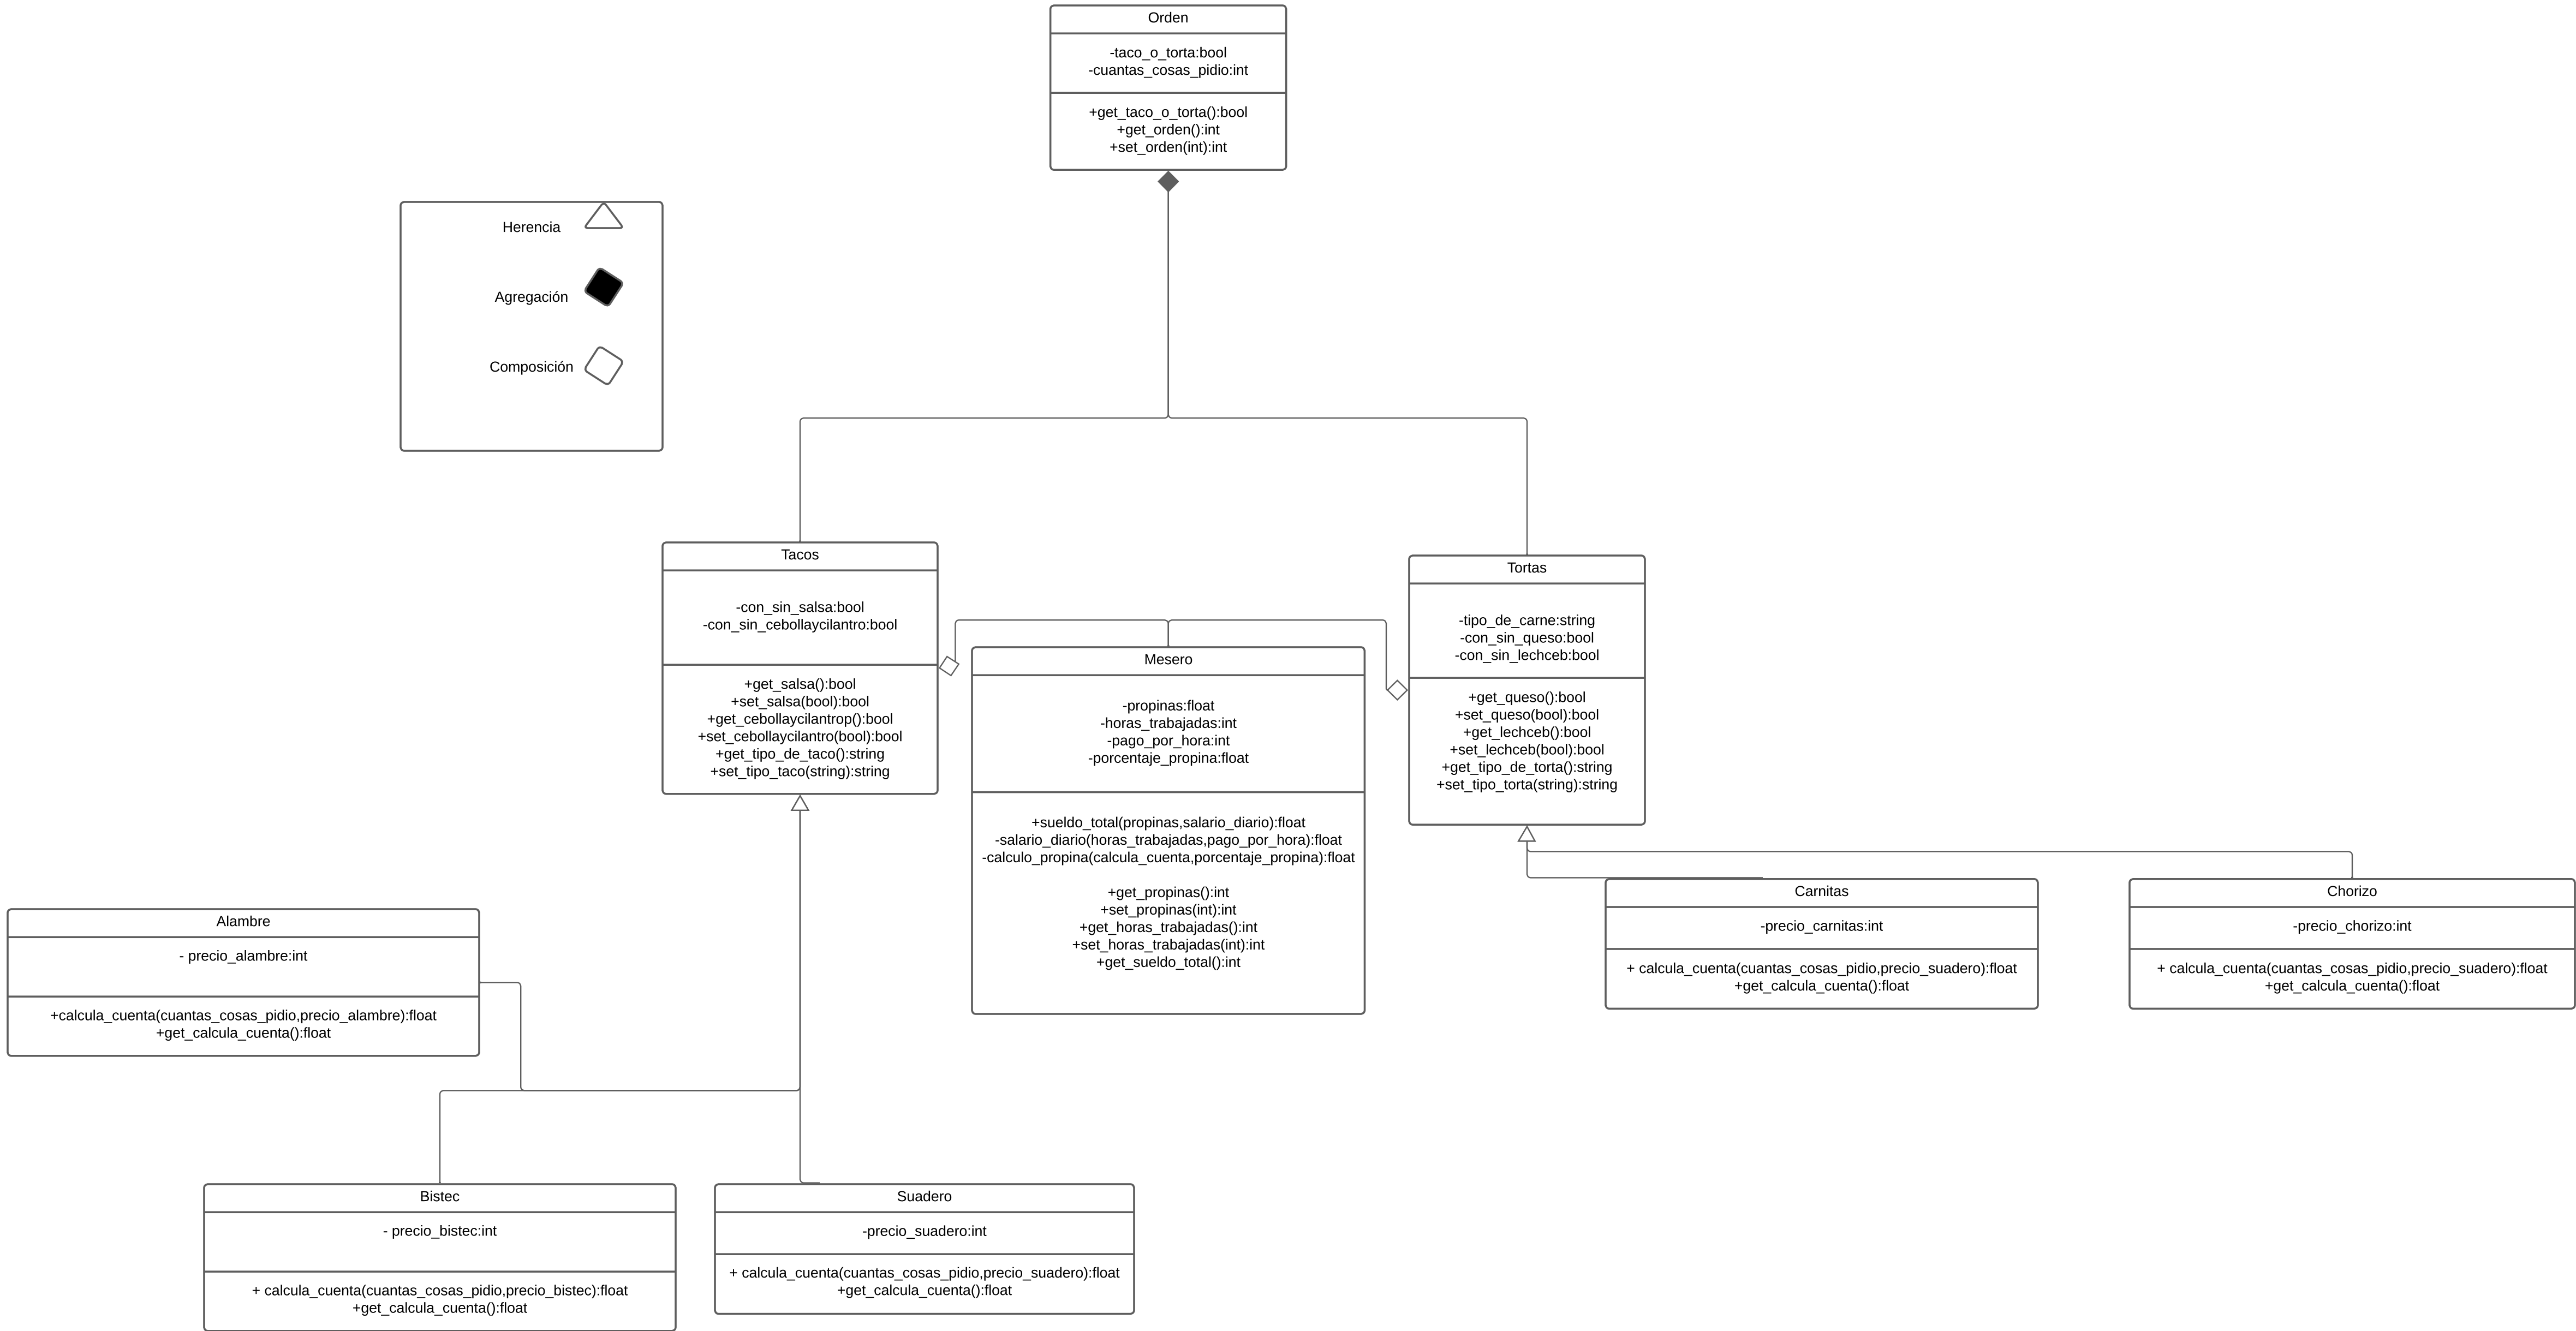 Orden
-taco_o_torta:bool
-cuantas_cosas_pidio:int
+get_taco_o_torta():bool
+get_orden():int
+set_orden(int):int
Herencia
Agregación
Composición
Tacos
-con_sin_salsa:bool
-con_sin_cebollaycilantro:bool
+get_salsa():bool
+set_salsa(bool):bool
+get_cebollaycilantrop():bool
+set_cebollaycilantro(bool):bool
+get_tipo_de_taco():string
+set_tipo_taco(string):string
Mesero
-propinas:float
-horas_trabajadas:int
-pago_por_hora:int
-porcentaje_propina:float
+sueldo_total(propinas,salario_diario):float
-salario_diario(horas_trabajadas,pago_por_hora):float
-calculo_propina(calcula_cuenta,porcentaje_propina):float
+get_propinas():int
+set_propinas(int):int
+get_horas_trabajadas():int
+set_horas_trabajadas(int):int
+get_sueldo_total():int
Tortas
-tipo_de_carne:string
-con_sin_queso:bool
-con_sin_lechceb:bool
+get_queso():bool
+set_queso(bool):bool
+get_lechceb():bool
+set_lechceb(bool):bool
+get_tipo_de_torta():string
+set_tipo_torta(string):string
Alambre
- precio_alambre:int
+calcula_cuenta(cuantas_cosas_pidio,precio_alambre):float
+get_calcula_cuenta():float
Carnitas
-precio_carnitas:int
+ calcula_cuenta(cuantas_cosas_pidio,precio_suadero):float
+get_calcula_cuenta():float
Chorizo
-precio_chorizo:int
+ calcula_cuenta(cuantas_cosas_pidio,precio_suadero):float
+get_calcula_cuenta():float
Bistec
- precio_bistec:int
+ calcula_cuenta(cuantas_cosas_pidio,precio_bistec):float
+get_calcula_cuenta():float
Suadero
-precio_suadero:int
+ calcula_cuenta(cuantas_cosas_pidio,precio_suadero):float
+get_calcula_cuenta():float